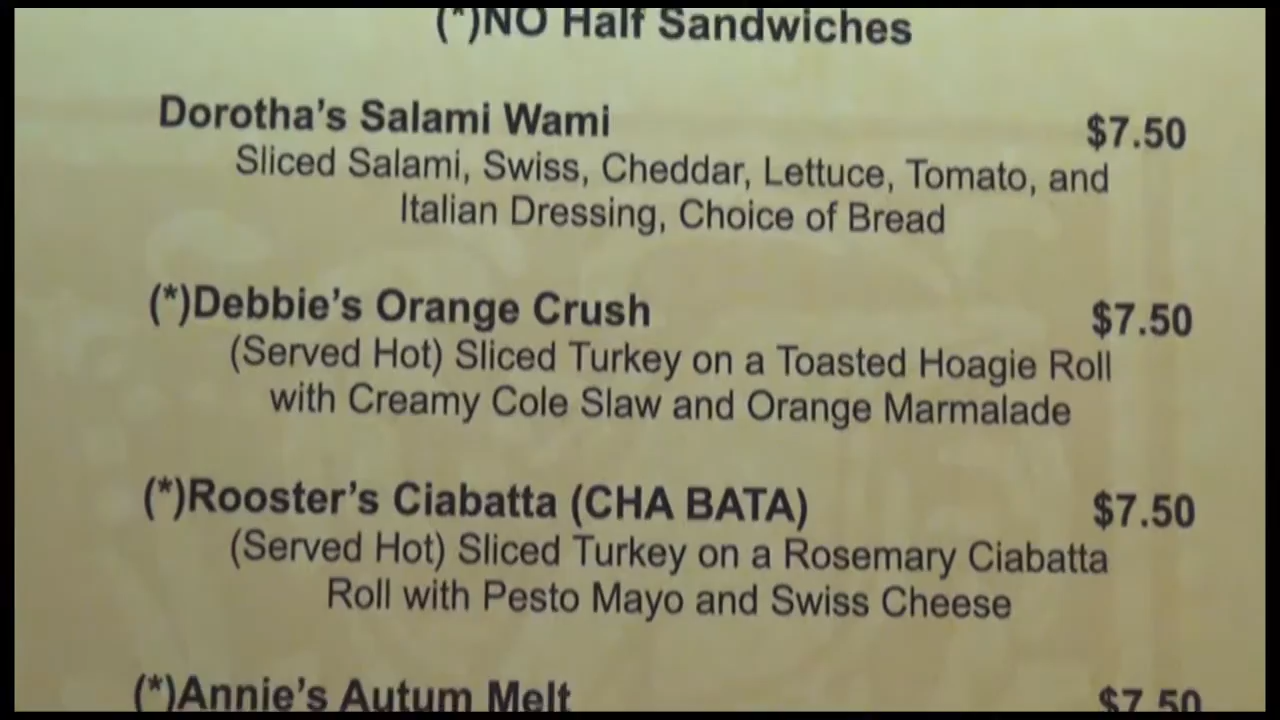 (*)NO Half Sandwiches
Dorotha's Salami Wami $7.50
Sliced Salami, Swiss, Cheddar, Lettuce, Tomato, and
Italian Dressing, Choice of Bread
(*)Debbie's Orange Crush $7.50
(Served Hot) Sliced Turkey on a Toasted Hoagie Roll
with Creamy Cole Slaw and Orange Marmalade
(*)Rooster's Ciabatta (CHA BATA) $7.50
(Served Hot) Sliced Turkey on a Rosemary Ciabatta
Roll with Pesto Mayo and Swiss Cheese
(*)Annie's Autum Melt $7.50